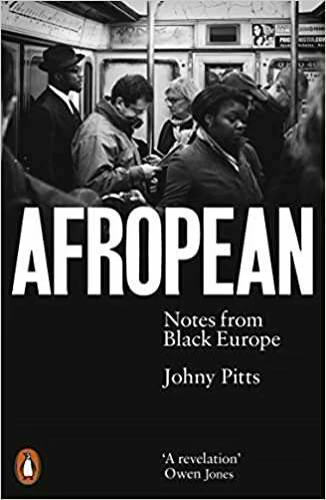 AFROPEAN
Notes from
Black Europe
Johny Pitts
'A revelation'
Owen Jones